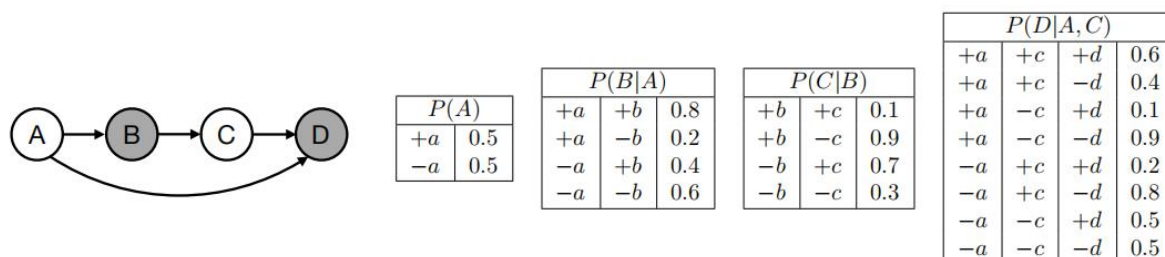 A B C D
P(A)
+a 0.5
−a 0.5
P(B|A)
+a +b 0.8
+a −b 0.2
−a +b 0.4
−a −b 0.6
P(C|B)
+b +c 0.1
+b −c 0.9
−b +c 0.7
−b −c 0.3
P(D|A, C)
+a +c +d 0.6
+a +c −d 0.4
+a −c +d 0.1
+a −c −d 0.9
−a +c +d 0.2
−a +c −d 0.8
−a −c +d 0.5
−a −c −d 0.5